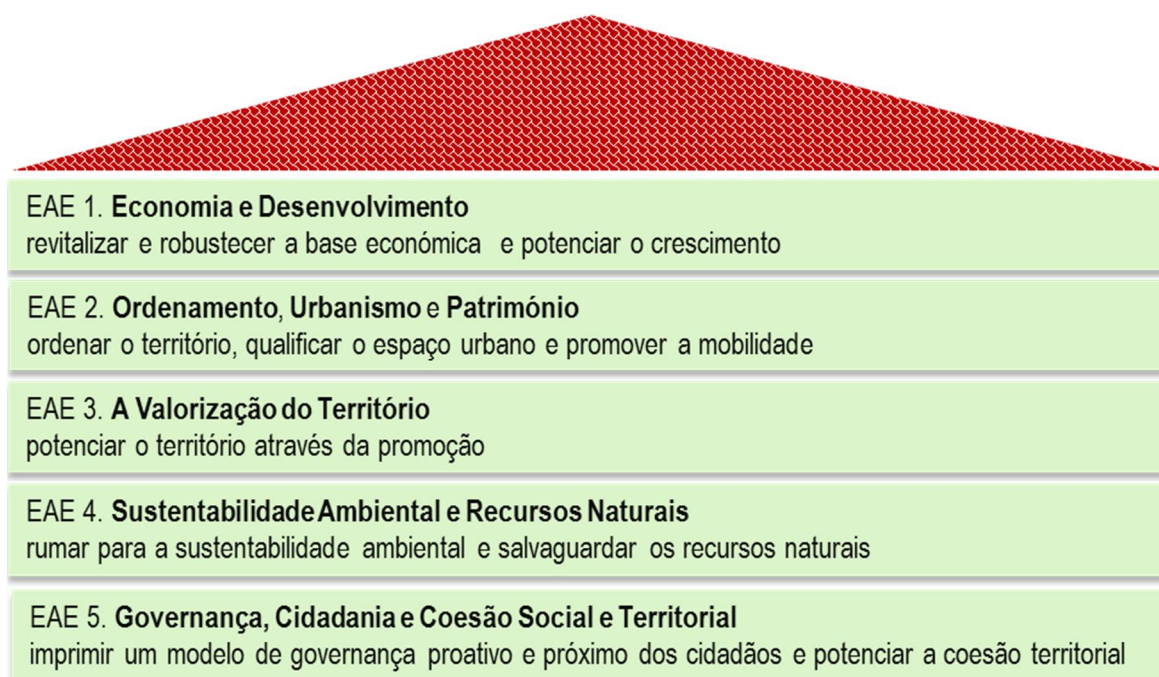 EAE 1. Economia e Desenvolvimento
revitalizar e robustecer a base económica e potenciar o crescimento
EAE 2. Ordenamento, Urbanismo e Património
ordenar o território, qualificar o espaço urbano e promover a mobilidade
EAE 3. A Valorização do Território
potenciar o território através da promoção
EAE 4. Sustentabilidade Ambiental e Recursos Naturais
rumar para a sustentabilidade ambiental e salvaguardar os recursos naturais
EAE 5. Governança, Cidadania e Coesão Social e Territorial
imprimir um modelo de governança proativo e próximo dos cidadãos e potenciar a coesão territorial